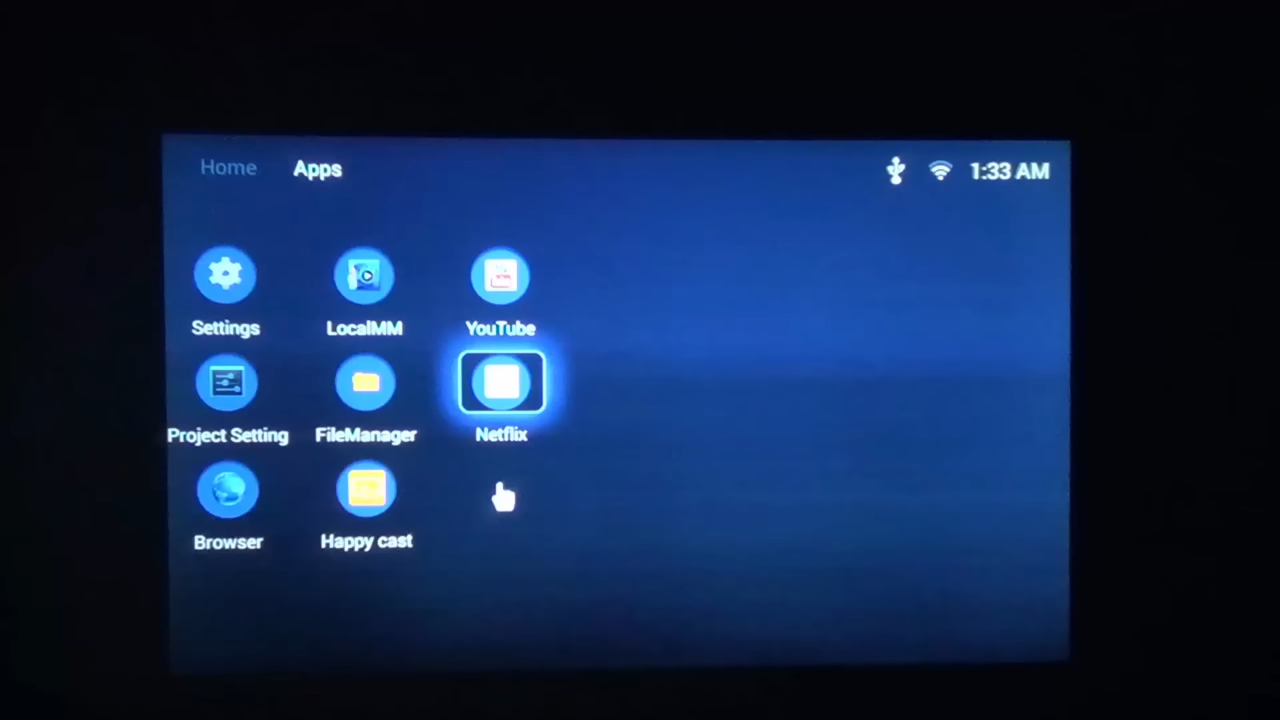 Home Apps 1:33 AM
Settings LocalMM YouTube
Project Setting FileManager Netflix
Browser Happy cast